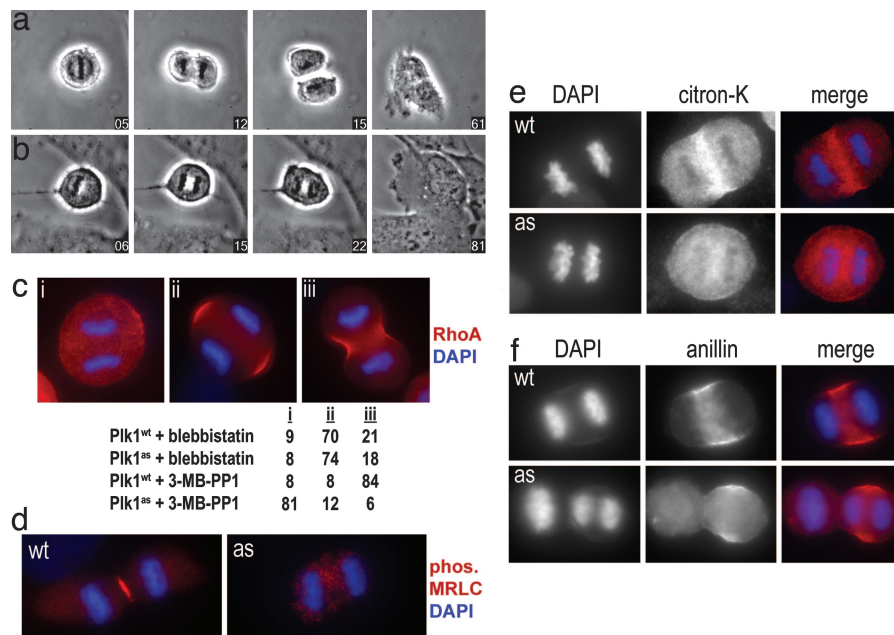 a
05
12
15
61
b
06
15
22
81
c
i
ii
iii
RhoA
DAPI
i ii iii
Plk1wt + blebbistatin 9 70 21
Plk1as + blebbistatin 8 74 18
Plk1wt + 3-MB-PP1 8 8 84
Plk1as + 3-MB-PP1 81 12 6
d
wt
as
phos.
MRLC
DAPI
e
DAPI citron-K merge
wt
as
f
DAPI anillin merge
wt
as